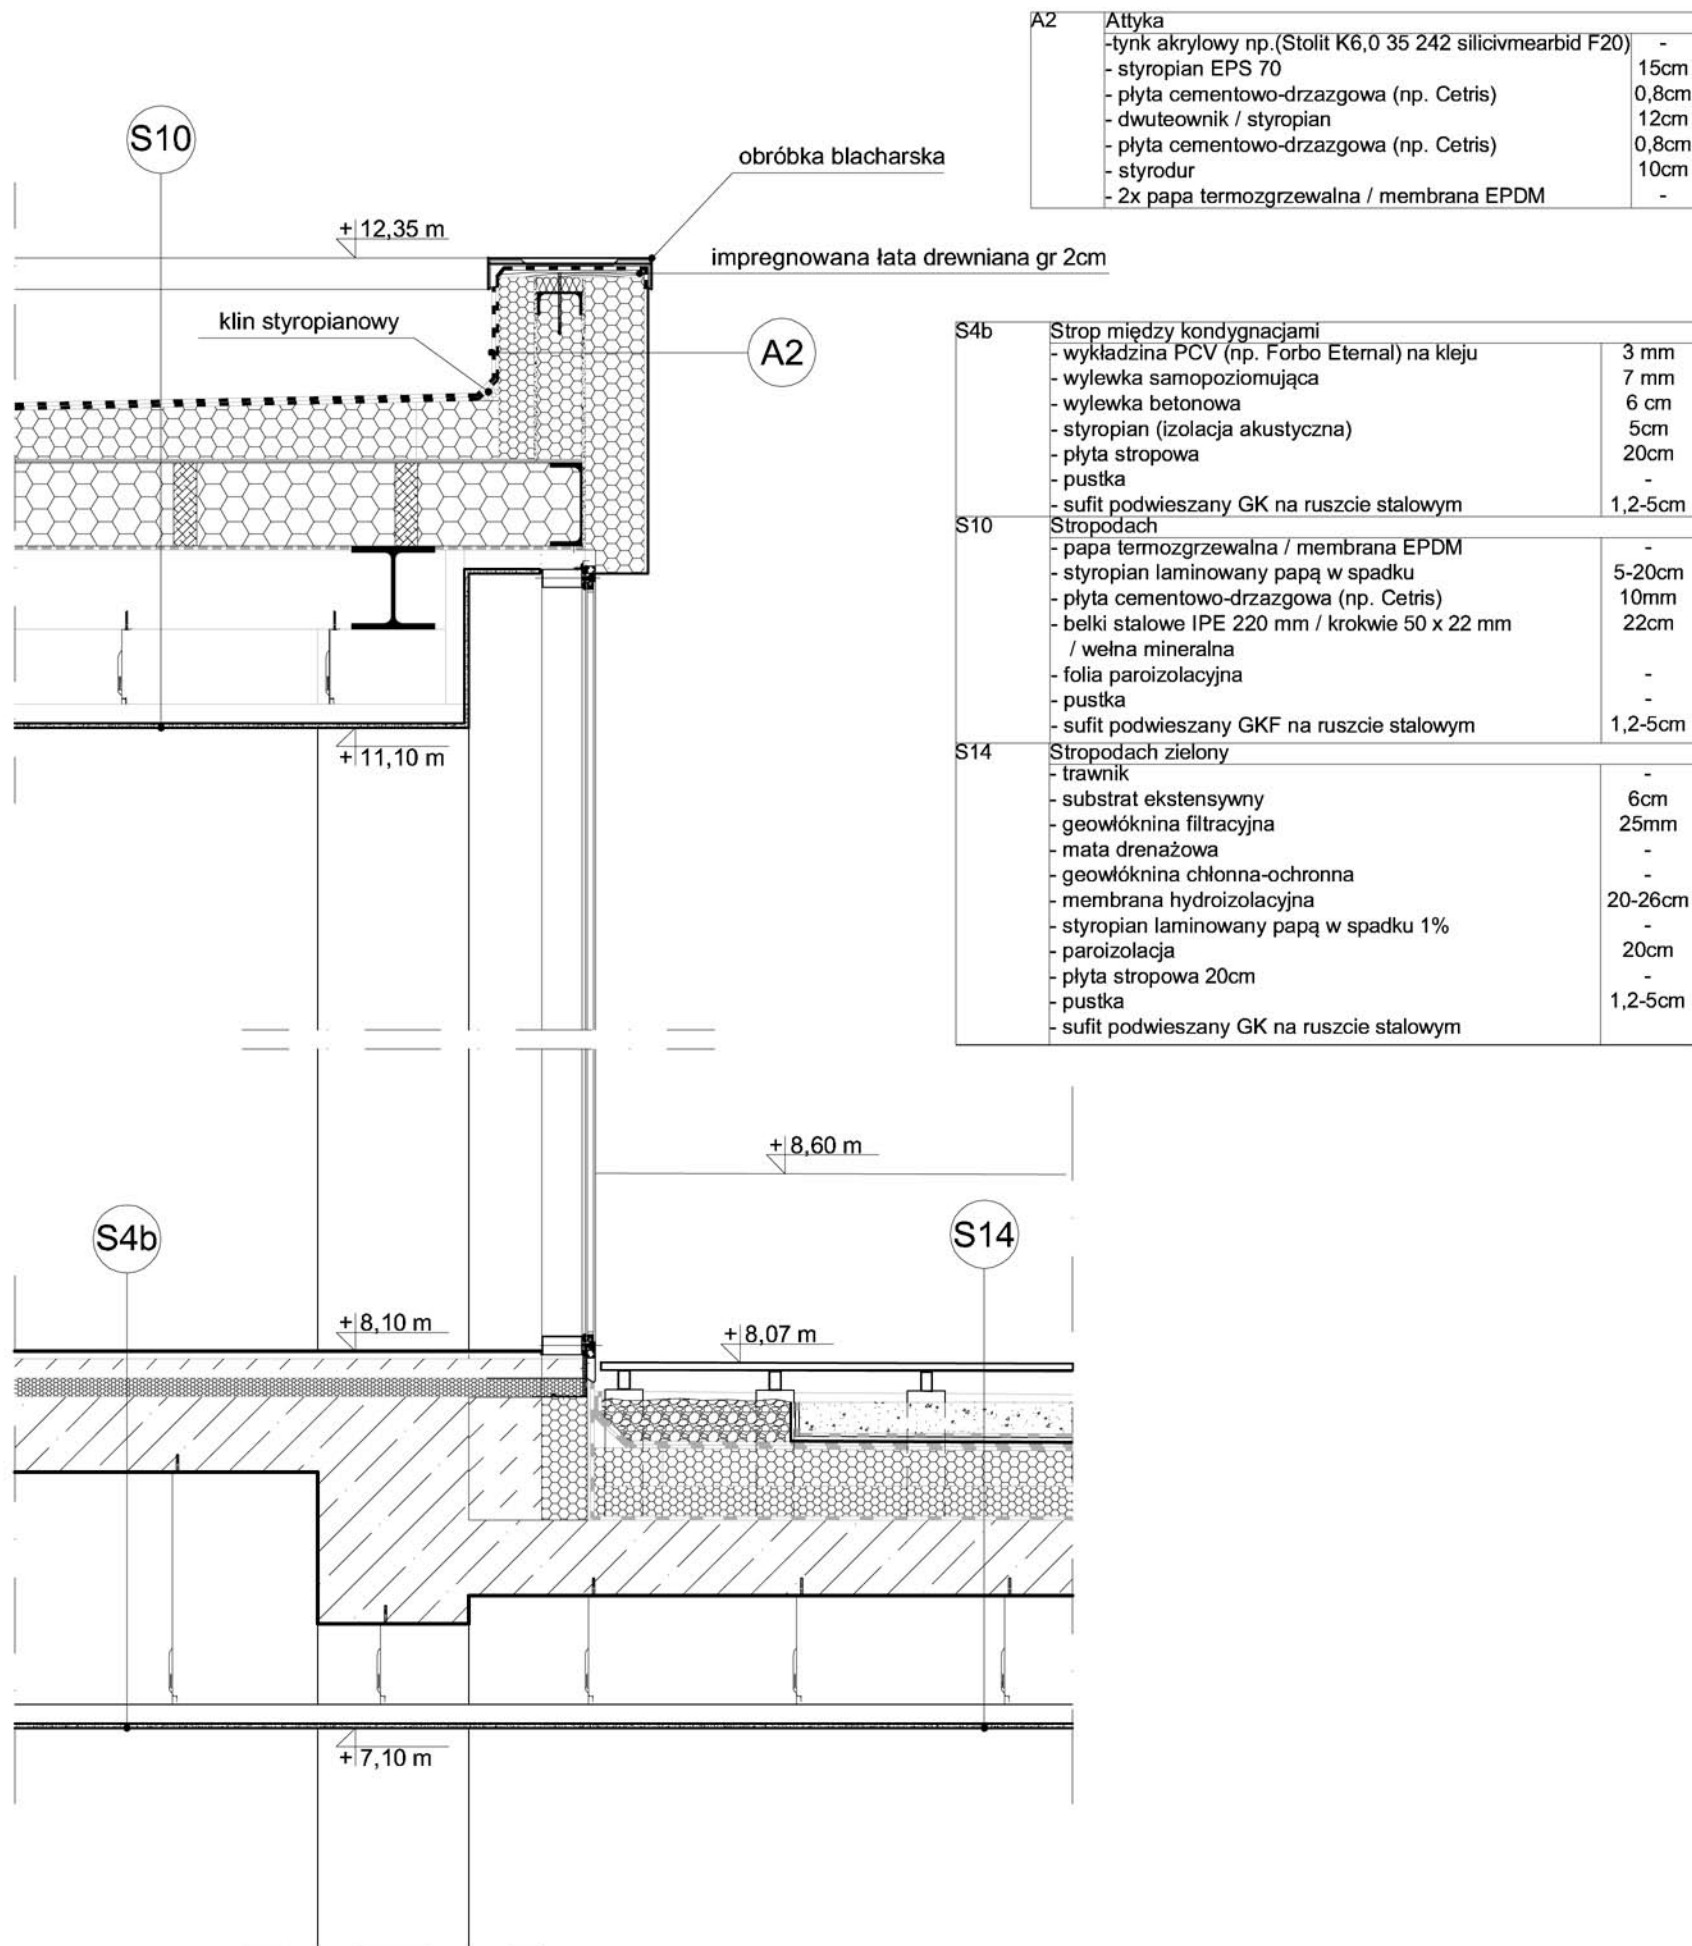 A2 Attyka
-tynk akrylowy np.(Stolit K6,0 35 242 silicivmearbid F20) -
- styropian EPS 70 15cm
- płyta cementowo-drzazgowa (np. Cetris) 0,8cm
- dwuteownik / styropian 12cm
- płyta cementowo-drzazgowa (np. Cetris) 0,8cm
- styrodur 10cm
- 2x papa termozgrzewalna / membrana EPDM -
S10
obróbka blacharska
+ 12,35 m
impregnowana łata drewniana gr 2cm
klin styropianowy
A2
S4b Strop między kondygnacjami
- wykładzina PCV (np. Forbo Eternal) na kleju 3 mm
- wylewka samopoziomująca 7 mm
- wylewka betonowa 6 cm
- styropian (izolacja akustyczna) 5cm
- płyta stropowa 20cm
- pustka -
- sufit podwieszany GK na ruszcie stalowym 1,2-5cm
S10 Stropodach
- papa termozgrzewalna / membrana EPDM -
- styropian laminowany papą w spadku 5-20cm
- płyta cementowo-drzazgowa (np. Cetris) 10mm
- belki stalowe IPE 220 mm / krokwie 50 x 22 mm 22cm
/ wełna mineralna
- folia paroizolacyjna -
- pustka -
- sufit podwieszany GKF na ruszcie stalowym 1,2-5cm
S14 Stropodach zielony
- trawnik -
- substrat ekstensywny 6cm
- geowłóknina filtracyjna 25mm
- mata drenażowa -
- geowłóknina chłonna-ochronna -
- membrana hydroizolacyjna 20-26cm
- styropian laminowany papą w spadku 1% -
- paroizolacja 20cm
- płyta stropowa 20cm -
- pustka 1,2-5cm
- sufit podwieszany GK na ruszcie stalowym
+ 11,10 m
+ 8,60 m
S4b
S14
+ 8,10 m
+ 8,07 m
+ 7,10 m